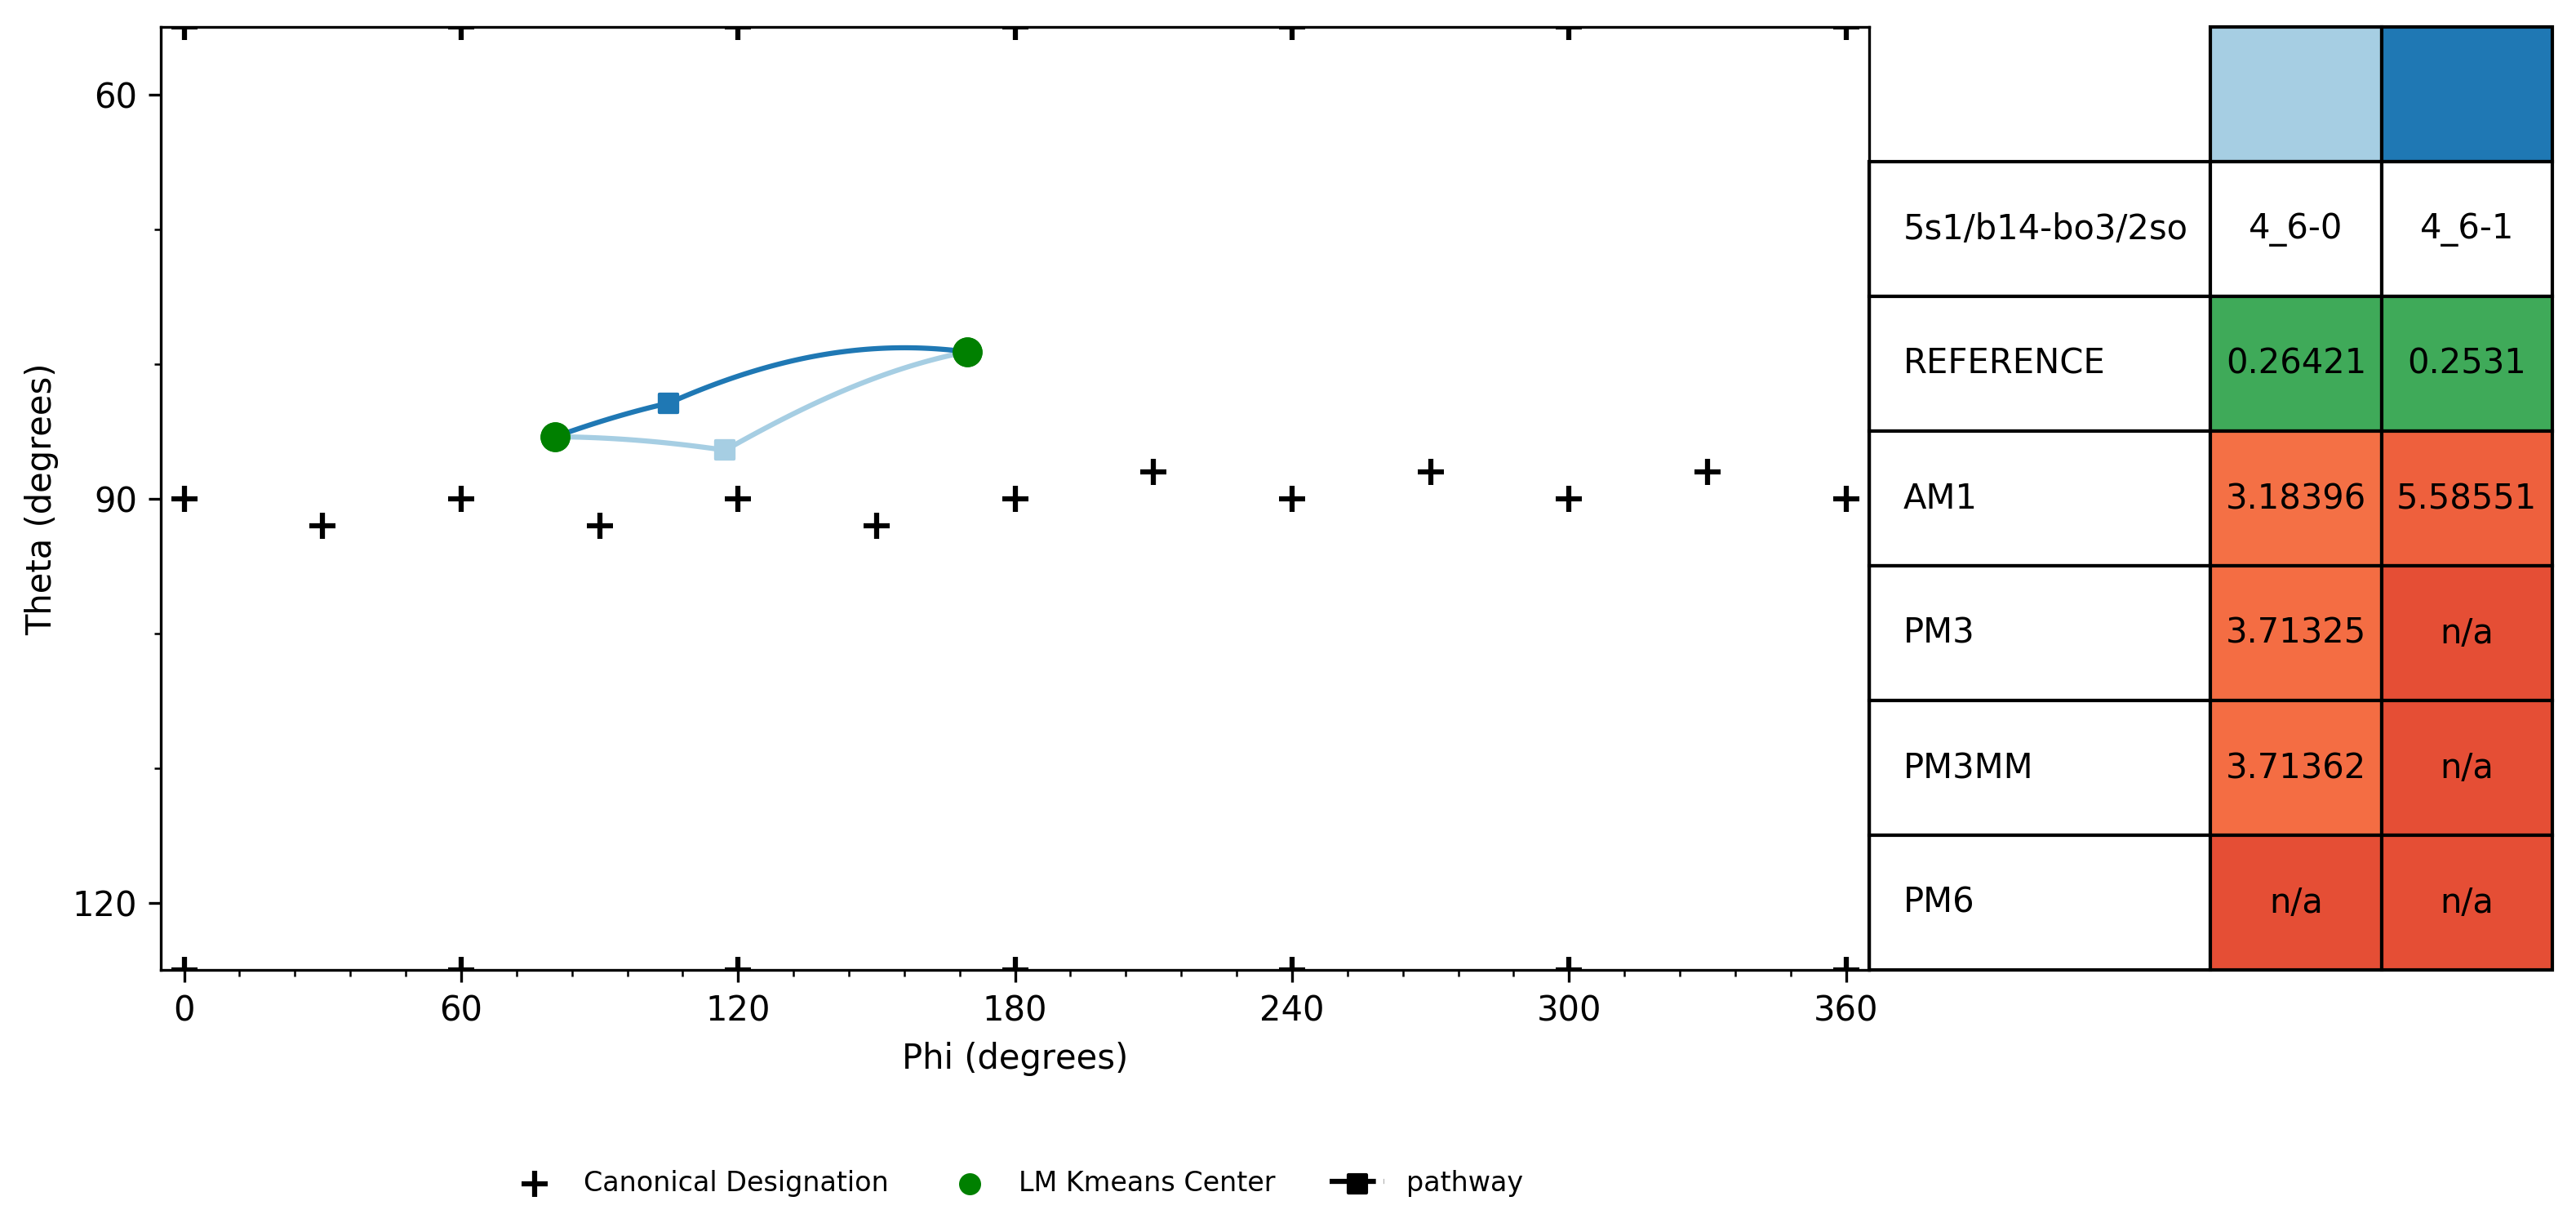 60
90
120
Theta (degrees)
0 60 120 180 240 300 360
Phi (degrees)
Canonical Designation LM Kmeans Center pathway
5s1/b14-bo3/2so 4_6-0 4_6-1
REFERENCE 0.26421 0.2531
AM1 3.18396 5.58551
PM3 3.71325 n/a
PM3MM 3.71362 n/a
PM6 n/a n/a